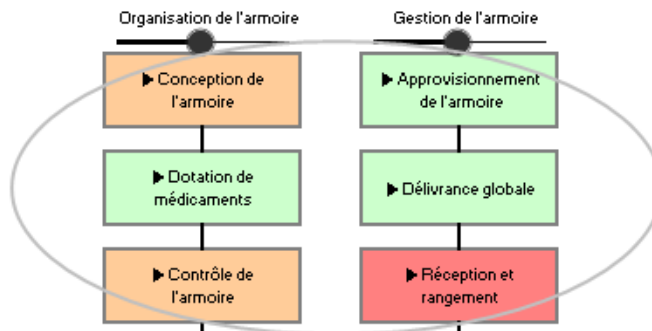 Organisation de l'armoire
Gestion de l'armoire
Conception de
l'armoire
Approvisionnement
de l'armoire
Dotation de
médicaments
Délivrance globale
Contrôle de
l'armoire
Réception et
rangement